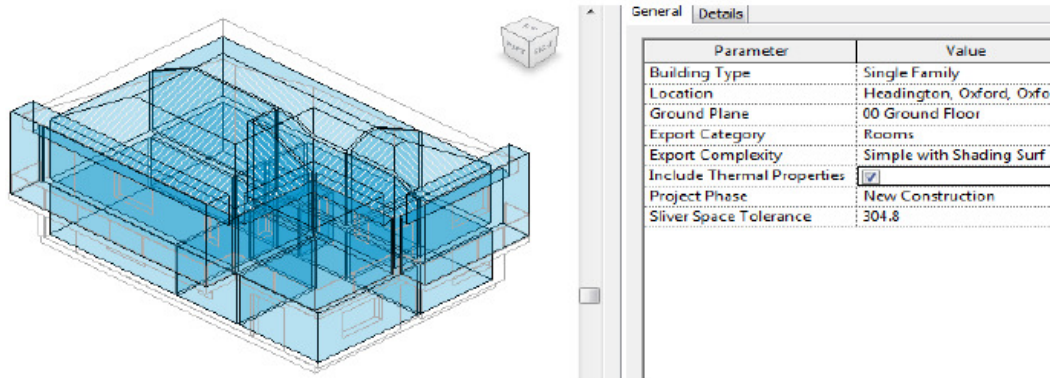 General Details
Parameter Value
Building Type Single Family
Location Headington, Oxford, Oxfo
Ground Plane 00 Ground Floor
Export Category Rooms
Export Complexity Simple with Shading Surf
Include Thermal Properties
Project Phase New Construction
Sliver Space Tolerance 304.8